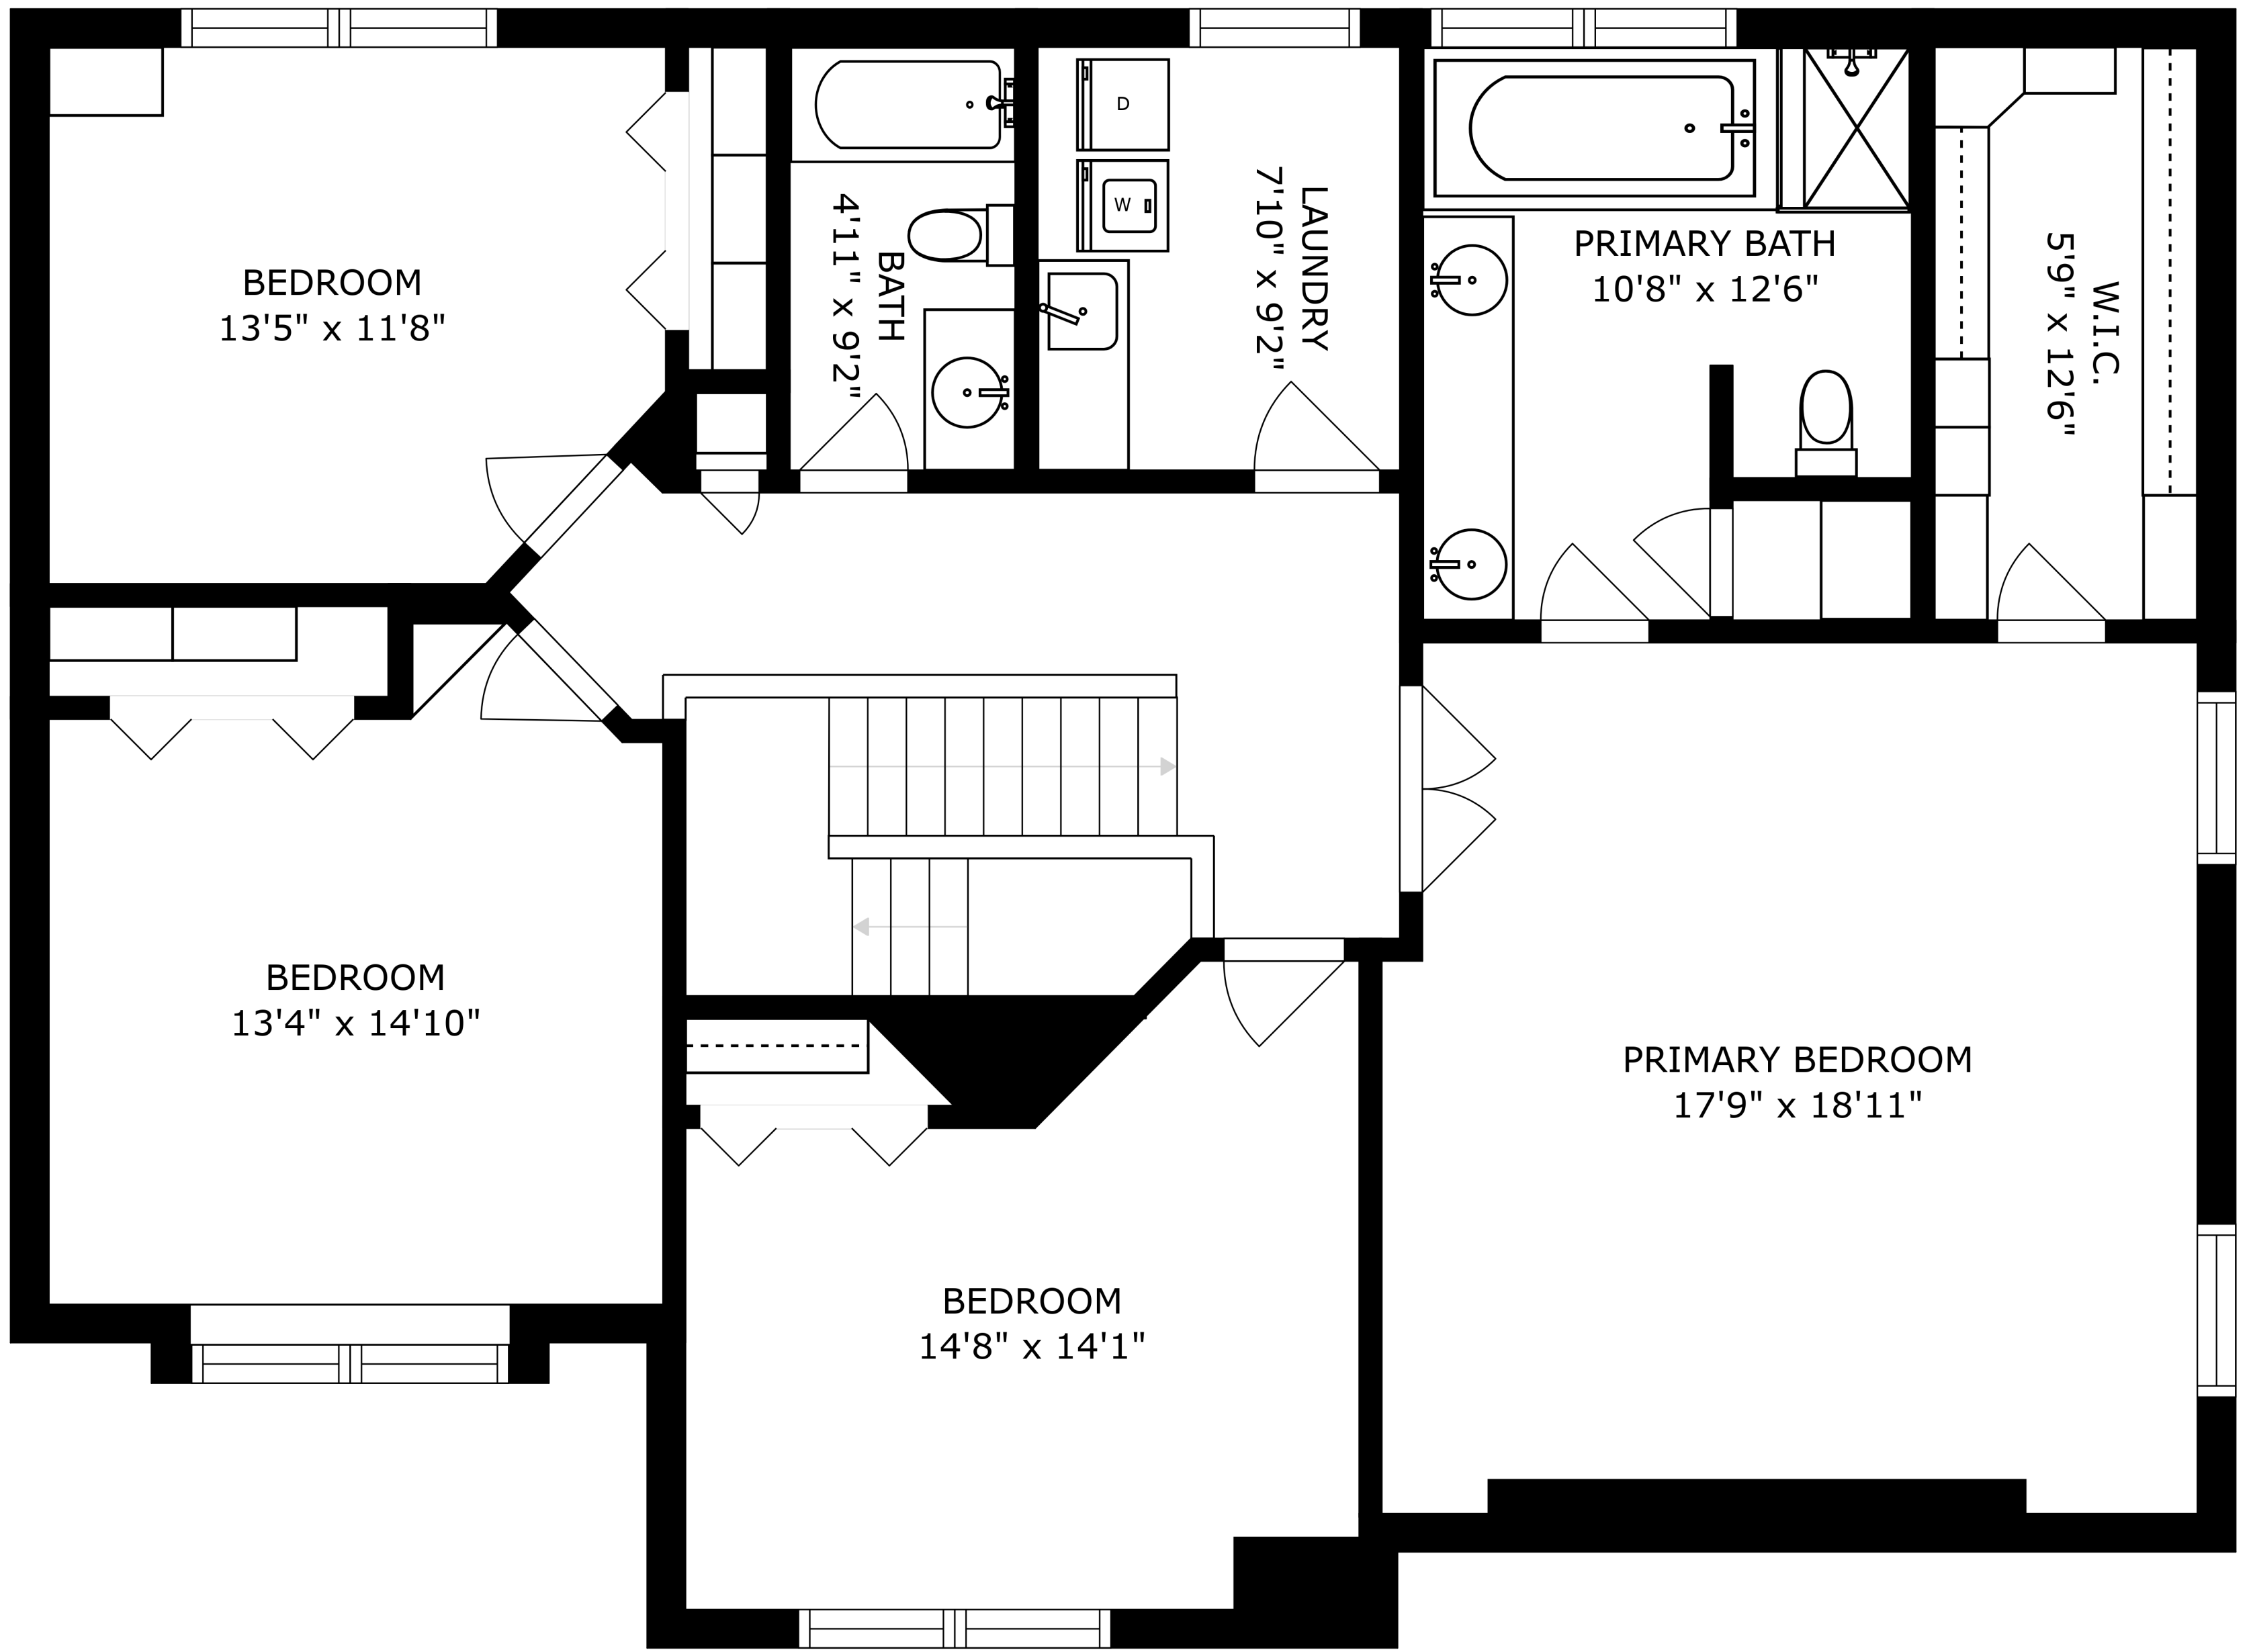 BEDROOM
13'5" x 11'8"
BATH
4'11" x 9'2"
D
W
LAUNDRY
7'10" x 9'2"
PRIMARY BATH
10'8" x 12'6"
W.I.C.
5'9" x 12'6"
BEDROOM
13'4" x 14'10"
BEDROOM
14'8" x 14'1"
PRIMARY BEDROOM
17'9" x 18'11"